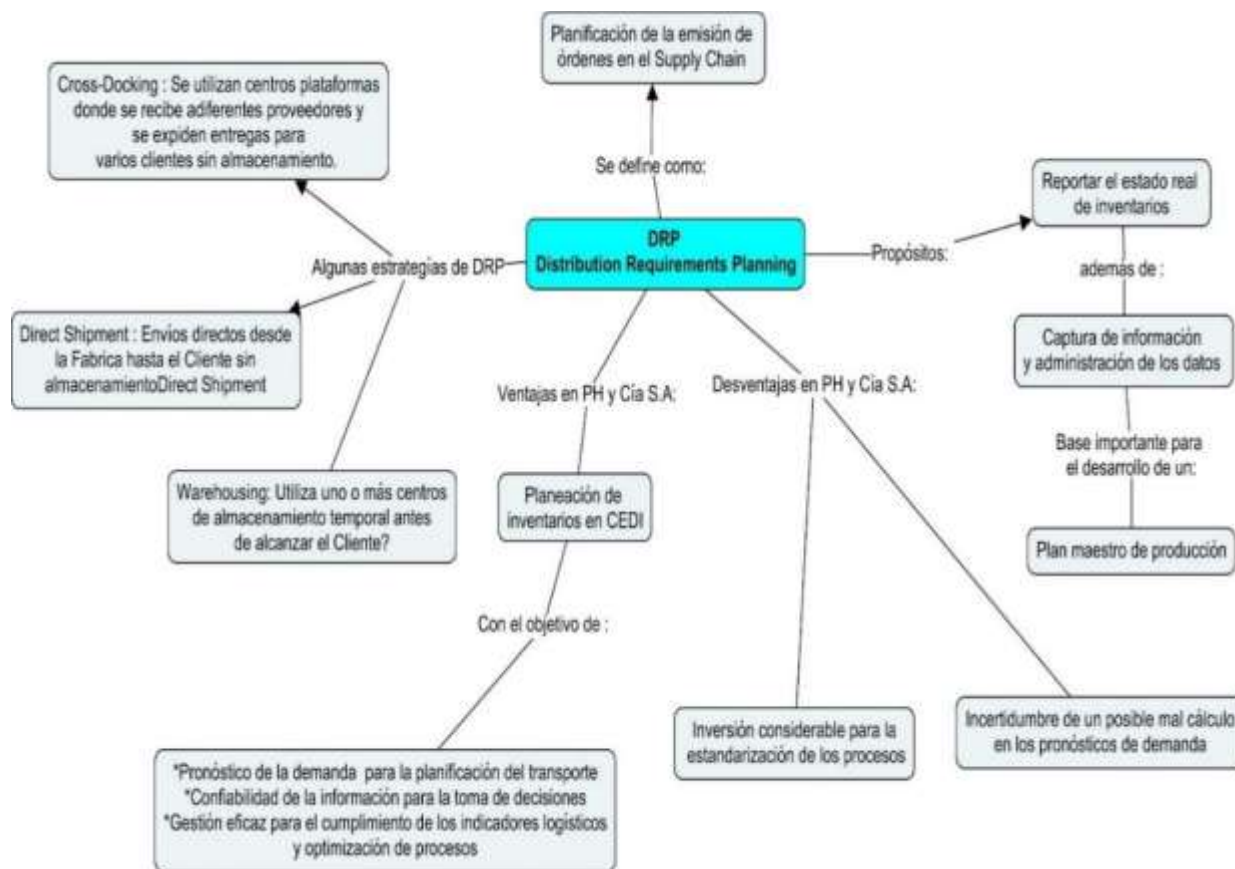 Planificación de la emisión de
órdenes en el Supply Chain
Cross-Docking : Se utilizan centros plataformas
donde se recibe adiferentes proveedores y
se expiden entregas para
varios clientes sin almacenamiento.
Se define como:
Reportar el estado real
de inventarios
DRP
Distribution Requirements Planning
Propósitos:
Algunas estrategias de DRP
ademas de :
Direct Shipment : Envíos directos desde
la Fabrica hasta el Cliente sin
almacenamientoDirect Shipment
Captura de información
y administración de los datos
Ventajas en PH y Cía S.A:
Desventajas en PH y Cía S.A:
Base importante para
el desarrollo de un:
Warehousing: Utiliza uno o más centros
de almacenamiento temporal antes
de alcanzar el Cliente?
Planeación de
inventarios en CEDI
Plan maestro de producción
Con el objetivo de :
Inversión considerable para la
estandarización de los procesos
Incertidumbre de un posible mal cálculo
en los pronósticos de demanda
*Pronóstico de la demanda para la planificación del transporte
*Confiabilidad de la información para la toma de decisiones
*Gestión eficaz para el cumplimiento de los indicadores logísticos
y optimización de procesos